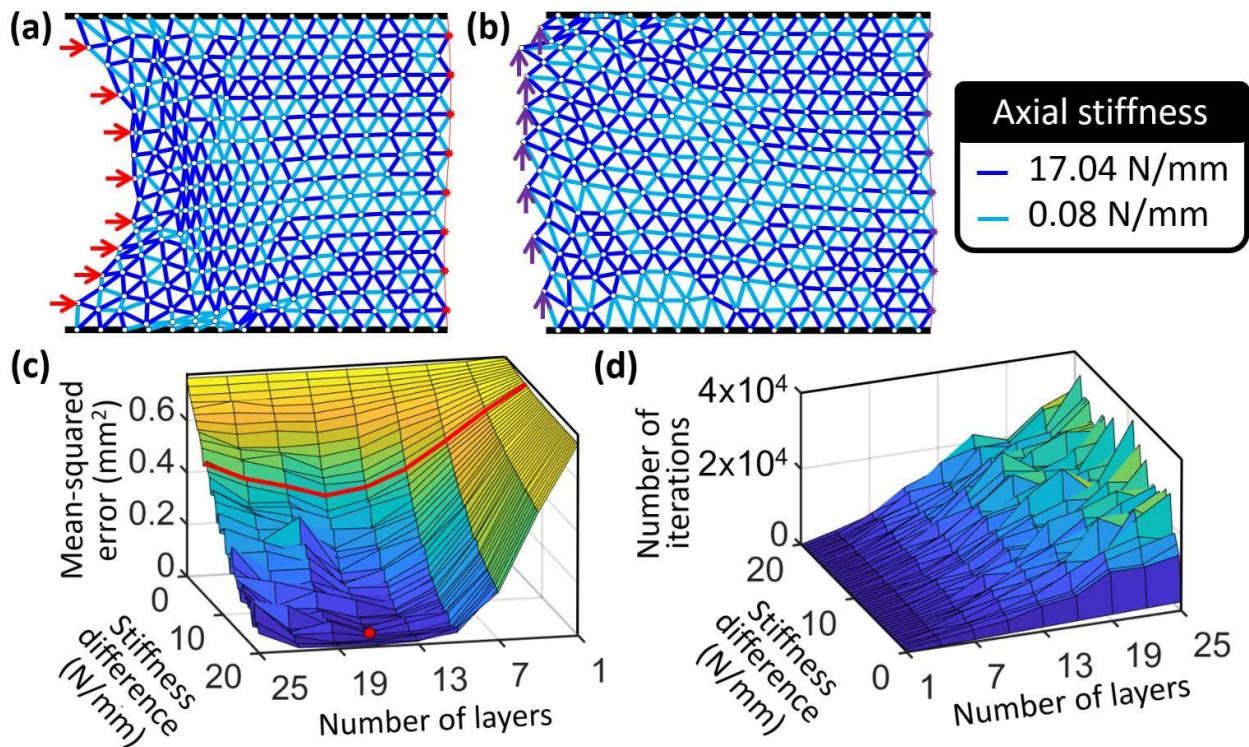 (a)
(b)
Axial stiffness
17.04 N/mm
0.08 N/mm
(c)
Mean-squared
error (mm²)
0.6
0.4
0.2
0
0
10
20
Stiffness
difference
(N/mm)
25
19
13
7
1
Number of layers
(d)
Number of
iterations
4x10⁴
2x10⁴
0
20
10
0
Stiffness
difference
(N/mm)
1
7
13
19
25
Number of layers